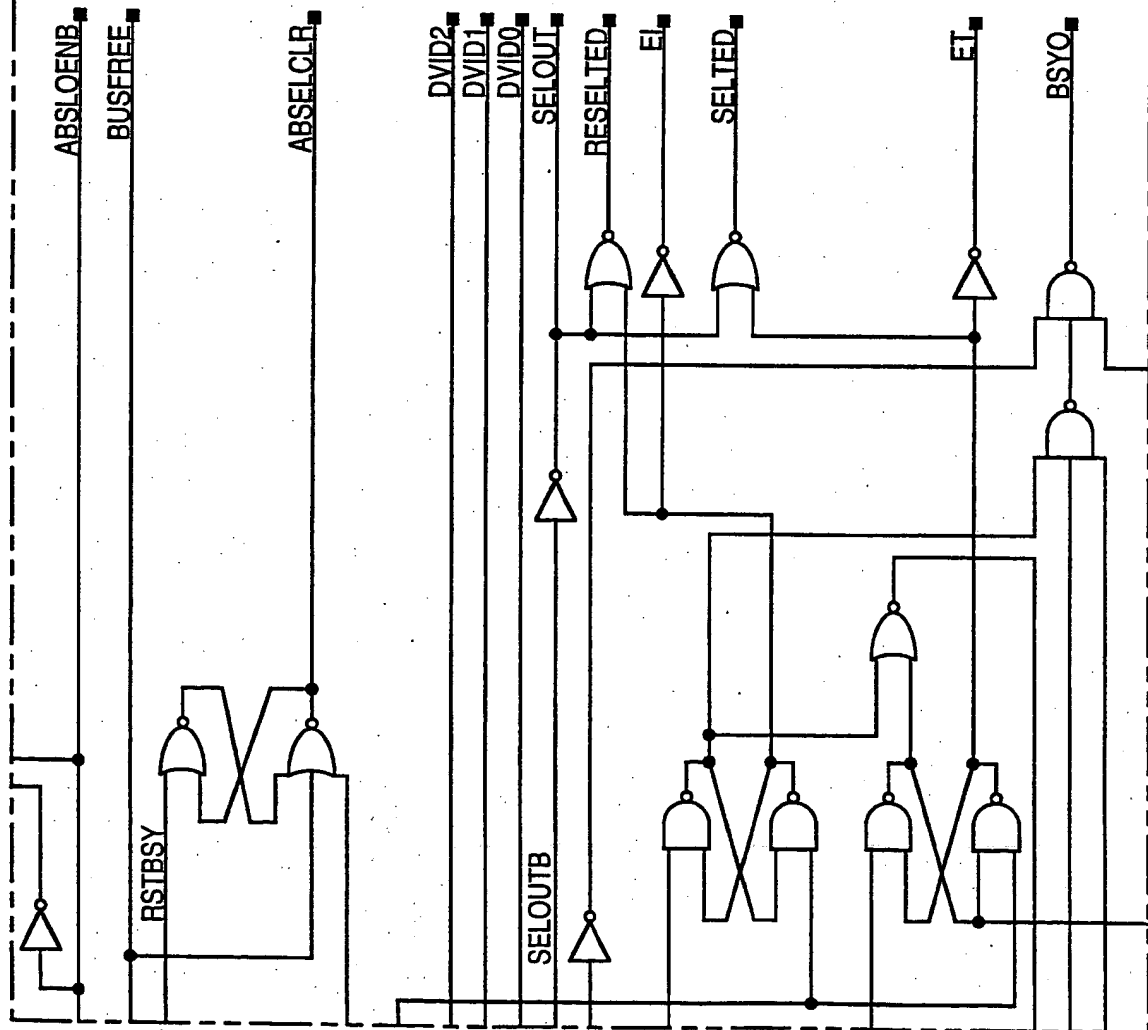 ABSLOENB
BUSFREE
ABSELCLR
DVID2
DVID1
DVID0
SELOUT
RESELTED
EI
SELTED
ET
BSYO
RSTBSY
SELOUTB